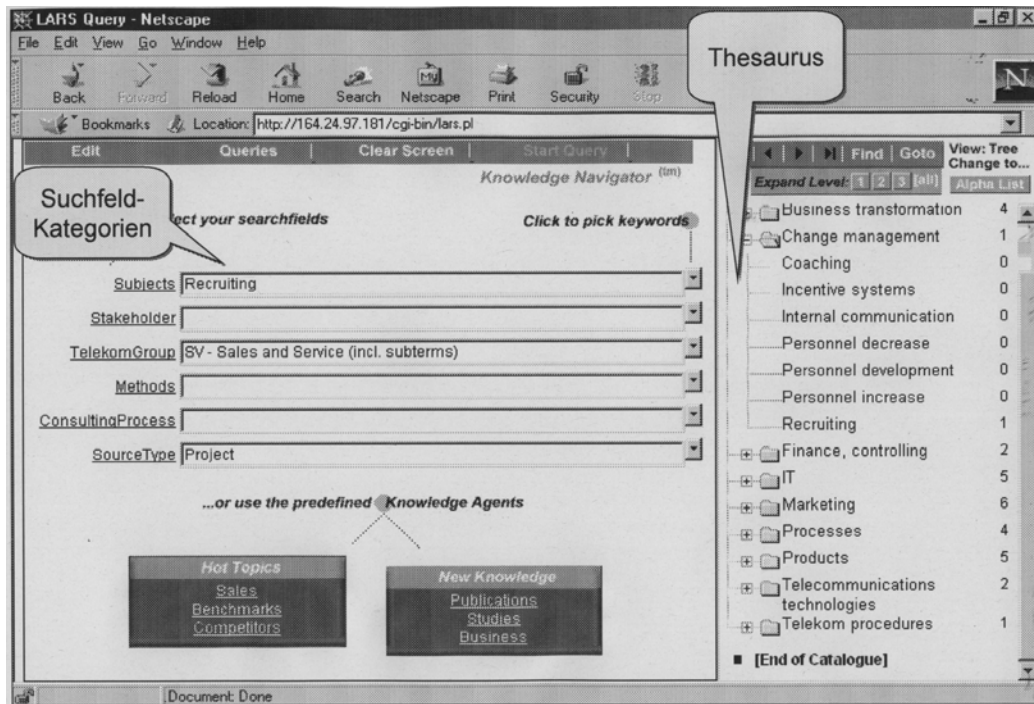 LARS Query - Netscape
File Edit View Go Window Help
Back Forward Reload Home Search Netscape Print Security Stop
My
N
Bookmarks Location: http://164.24.97.181/cgi-bin/lars.pl
Thesaurus
Edit Queries Clear Screen Start Query
Knowledge Navigator (tm)
Suchfeld-
Kategorien
your searchfields
Click to pick keywords
Subjects Recruiting
Stakeholder
TelekomGroup SV - Sales and Service (incl. subterms)
Methods
ConsultingProcess
SourceType Project
...or use the predefined Knowledge Agents
Hot Topics
Sales
Benchmarks
Competitors
New Knowledge
Publications
Studies
Business
Find Goto
View: Tree
Change to...
Expand Level: 1 2 3 [all] Alpha List
Business transformation 4
Change management 1
Coaching 0
Incentive systems 0
Internal communication 0
Personnel decrease 0
Personnel development 0
Personnel increase 0
Recruiting 1
Finance, controlling 2
IT 5
Marketing 6
Processes 4
Products 5
Telecommunications 2
technologies
Telekom procedures 1
[End of Catalogue]
Document: Done